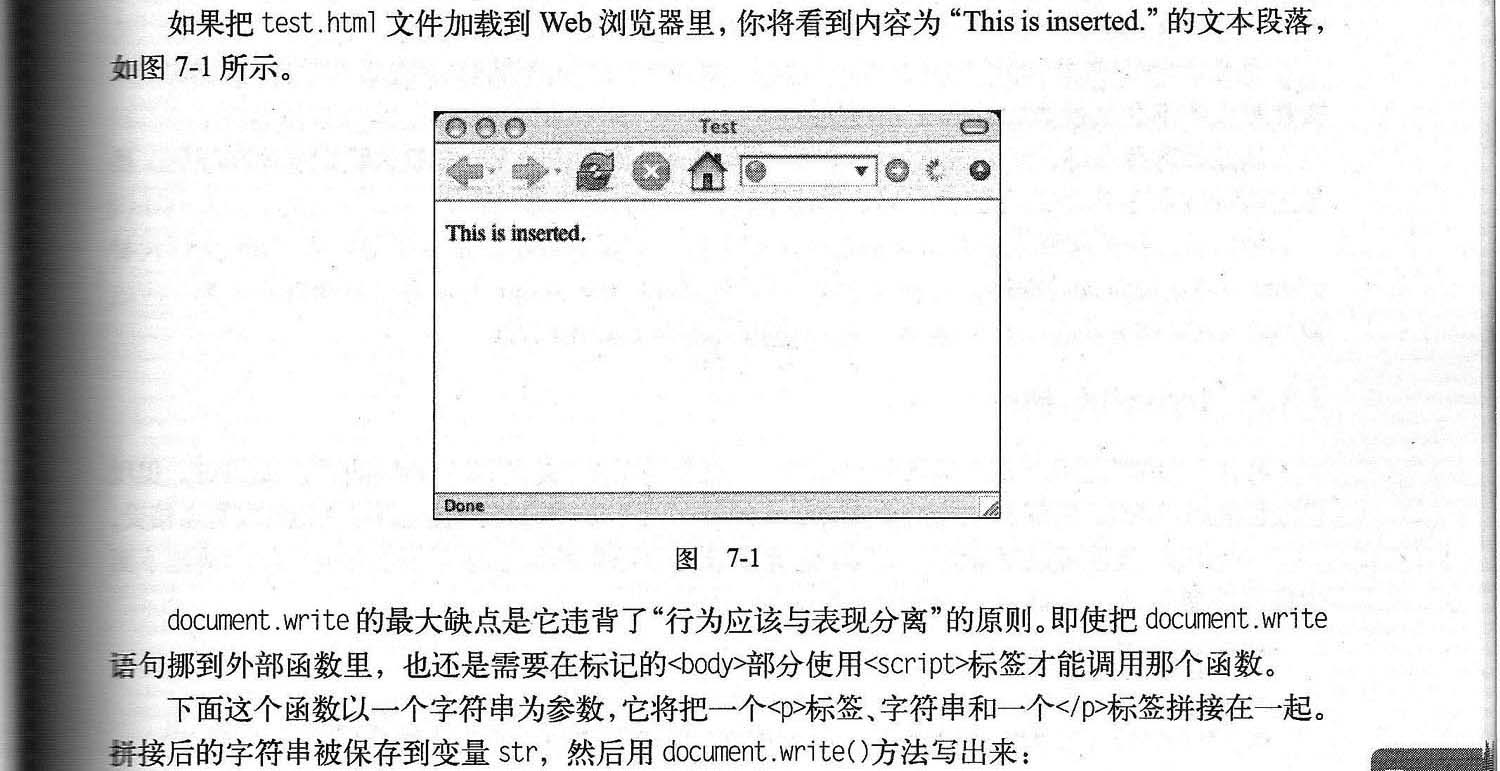 如果把 test.html 文件加载到 Web 浏览器里，你将看到内容为“This is inserted.”的文本段落，
如图 7-1 所示。
Test
This is inserted.
Done
图 7-1
document.write 的最大缺点是它违背了“行为应该与表现分离”的原则。即使把 document.write
语句挪到外部函数里，也还是需要在标记的<body>部分使用<script>标签才能调用那个函数。
下面这个函数以一个字符串为参数，它将把一个<p>标签、字符串和一个</p>标签拼接在一起。
拼接后的字符串被保存到变量 str，然后用 document.write()方法写出来：